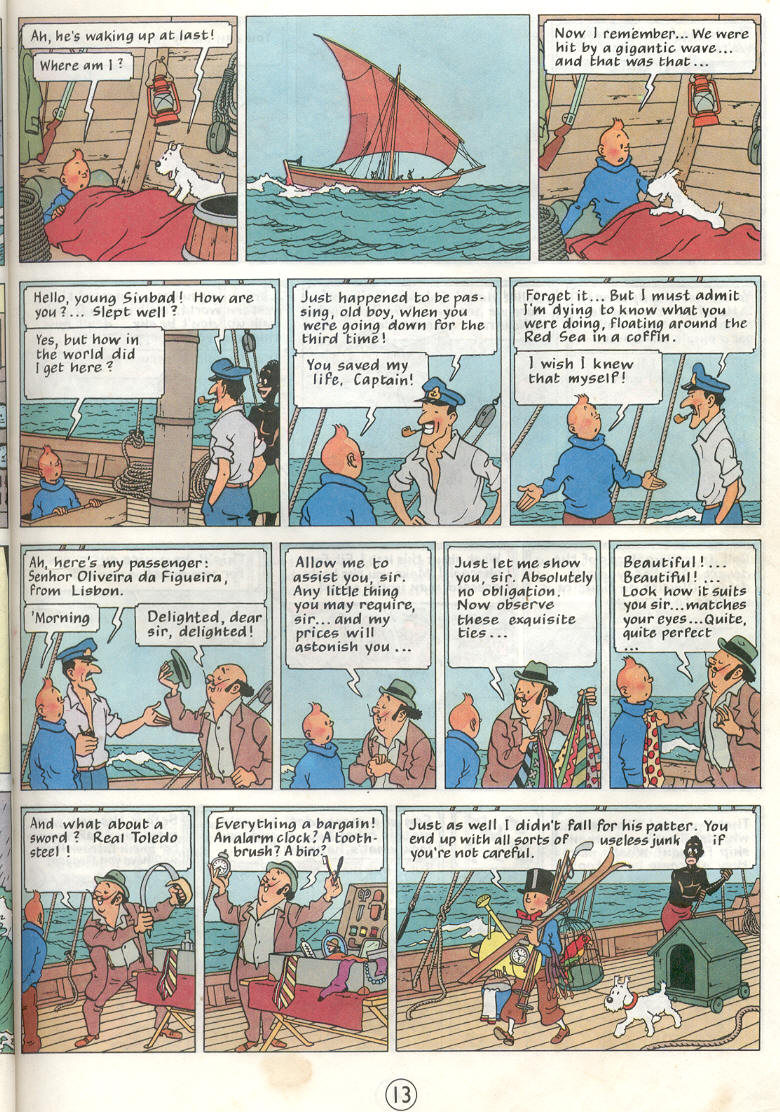 Ah, he's waking up at last!
Where am I?
Now I remember... We were
hit by a gigantic wave...
and that was that...
Hello, young Sinbad! How are
you?... Slept well?
Yes, but how in
the world did
I get here?
Just happened to be pas-
sing, old boy, when you
were going down for the
third time!
You saved my
life, Captain!
Forget it... But I must admit
I'm dying to know what you
were doing, floating around the
Red Sea in a coffin.
I wish I knew
that myself!
Ah, here's my passenger:
Senhor Oliveira da Figueira,
from Lisbon.
'Morning
Delighted, dear
sir, delighted!
Allow me to
assist you, sir.
Any little thing
you may require,
sir... and my
prices will
astonish you...
Just let me show
you, sir. Absolutely
no obligation.
Now observe
these exquisite
ties...
Beautiful!...
Beautiful!...
Look how it suits
you sir...matches
your eyes...Quite,
quite perfect
...
And what about a
sword? Real Toledo
steel!
Everything a bargain!
An alarm clock? A tooth-
brush? A biro?
Just as well I didn't fall for his patter. You
end up with all sorts of useless junk if
you're not careful.
13